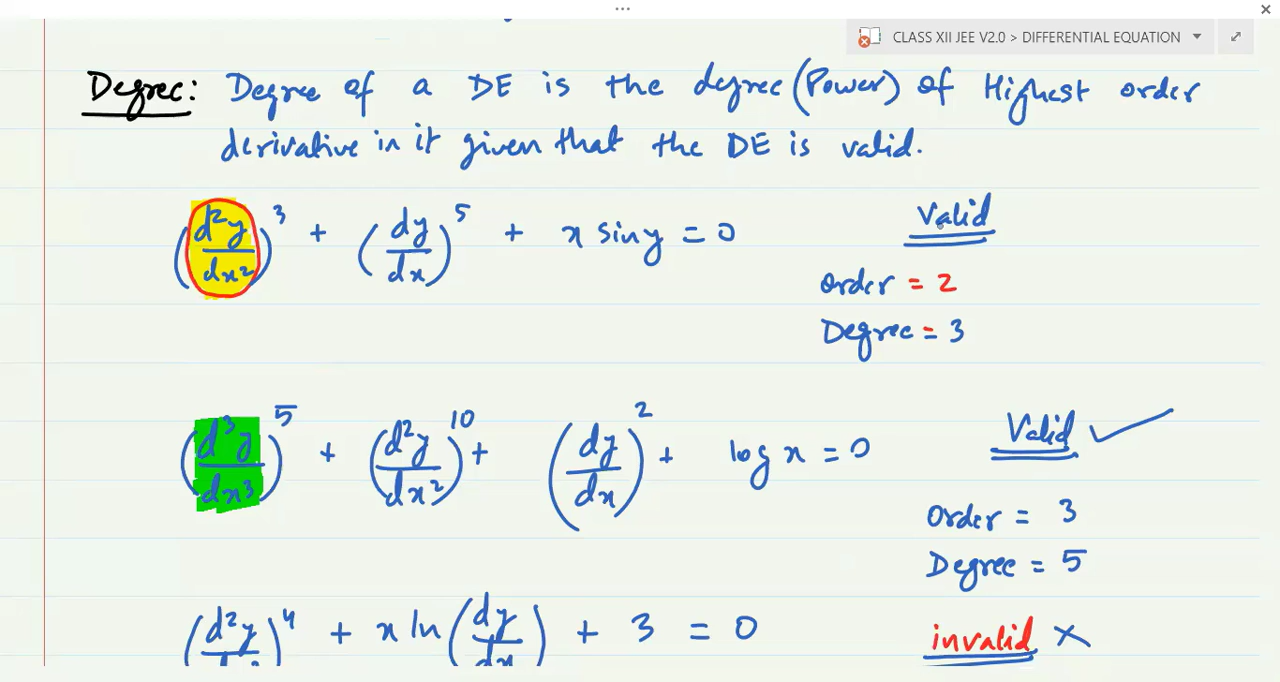 CLASS XII JEE V2.0 > DIFFERENTIAL EQUATION
Degree: Degree of a DE is the degree (Power) of Highest order
derivative in it given that the DE is valid.
(d²y/dx²)³ + (dy/dx)⁵ + x sin y = 0
Valid
Order = 2
Degree = 3
(d³y/dx³)⁵ + (d²y/dx²)¹⁰ + (dy/dx)² + log x = 0
Valid ✓
Order = 3
Degree = 5
(d²y/dx²)⁴ + x ln(dy/dx) + 3 = 0
invalid ×